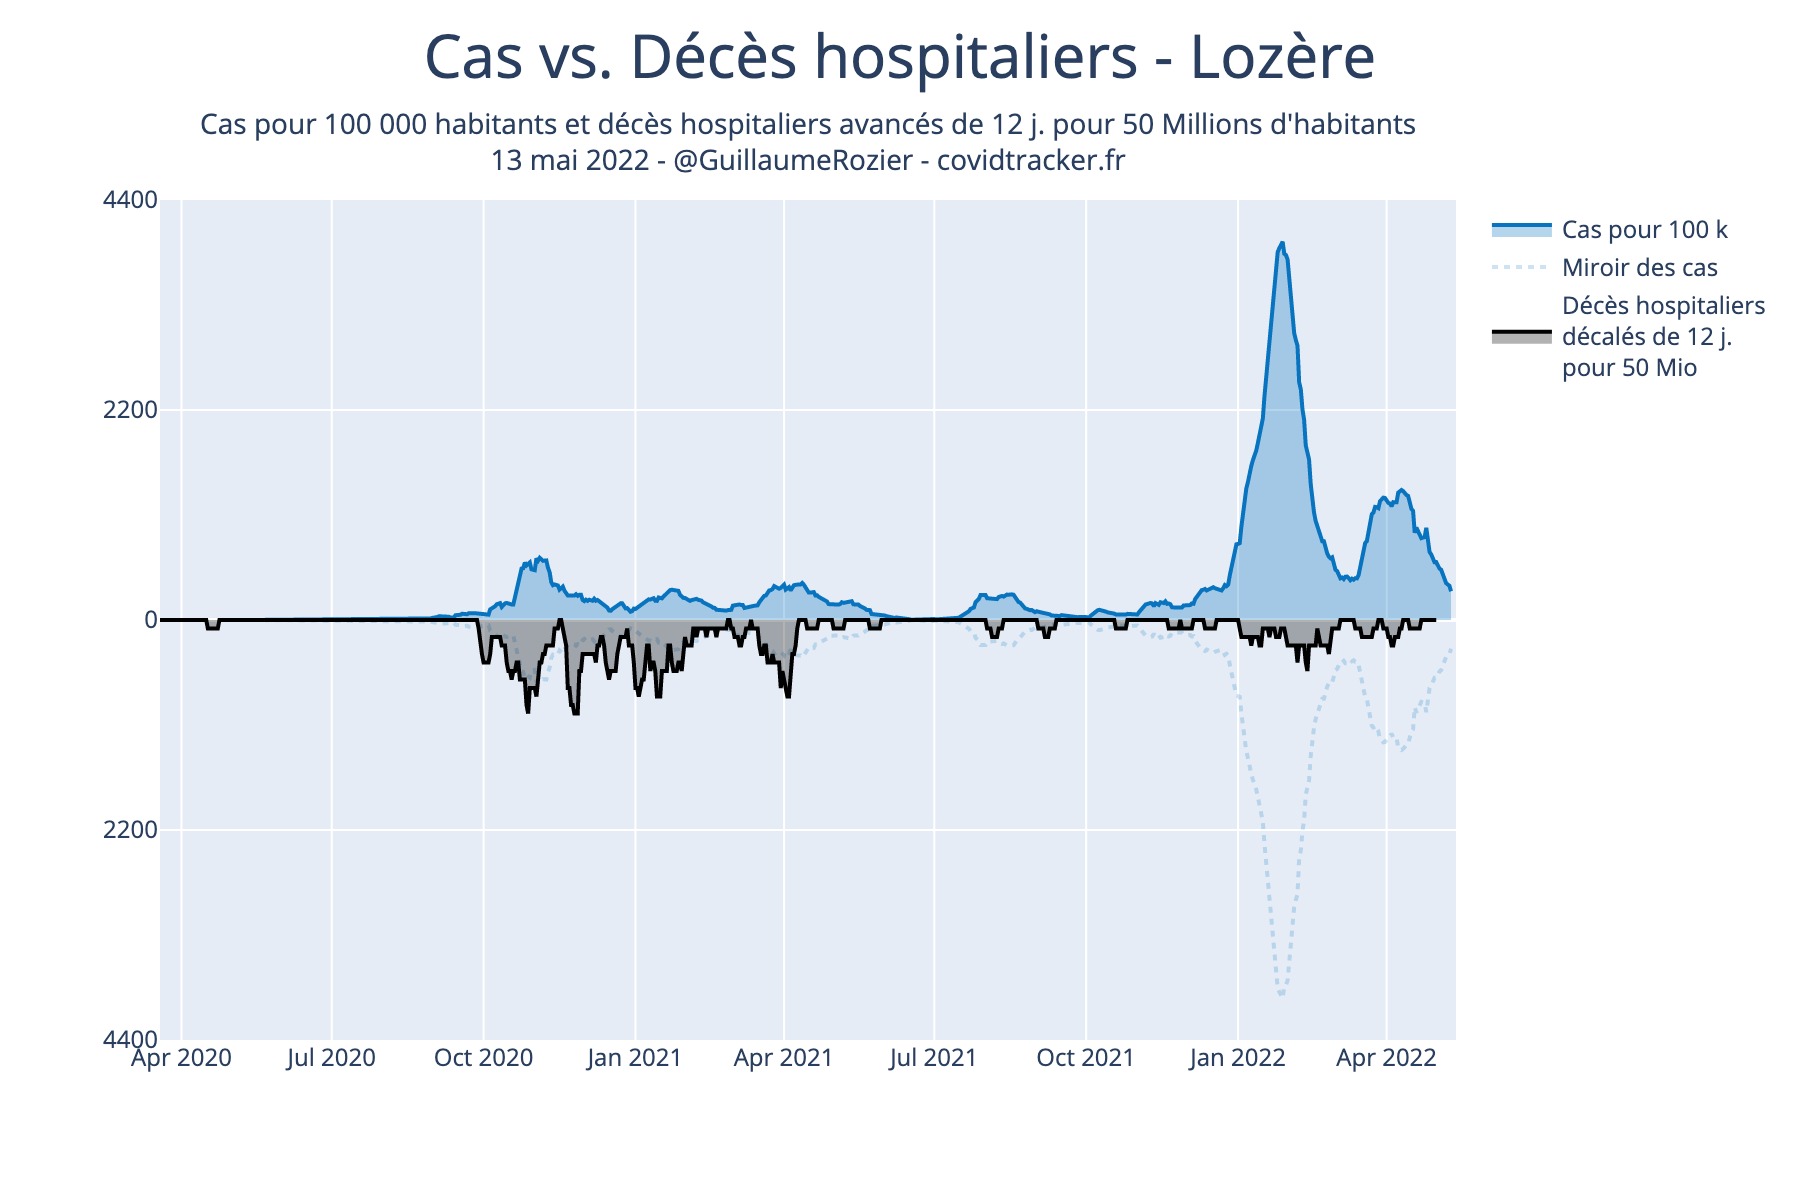 Cas vs. Décès hospitaliers - Lozère
Cas pour 100 000 habitants et décès hospitaliers avancés de 12 j. pour 50 Millions d'habitants
13 mai 2022 - @GuillaumeRozier - covidtracker.fr
4400
2200
0
2200
4400
Apr 2020
Jul 2020
Oct 2020
Jan 2021
Apr 2021
Jul 2021
Oct 2021
Jan 2022
Apr 2022
Cas pour 100 k
Miroir des cas
Décès hospitaliers
décalés de 12 j.
pour 50 Mio